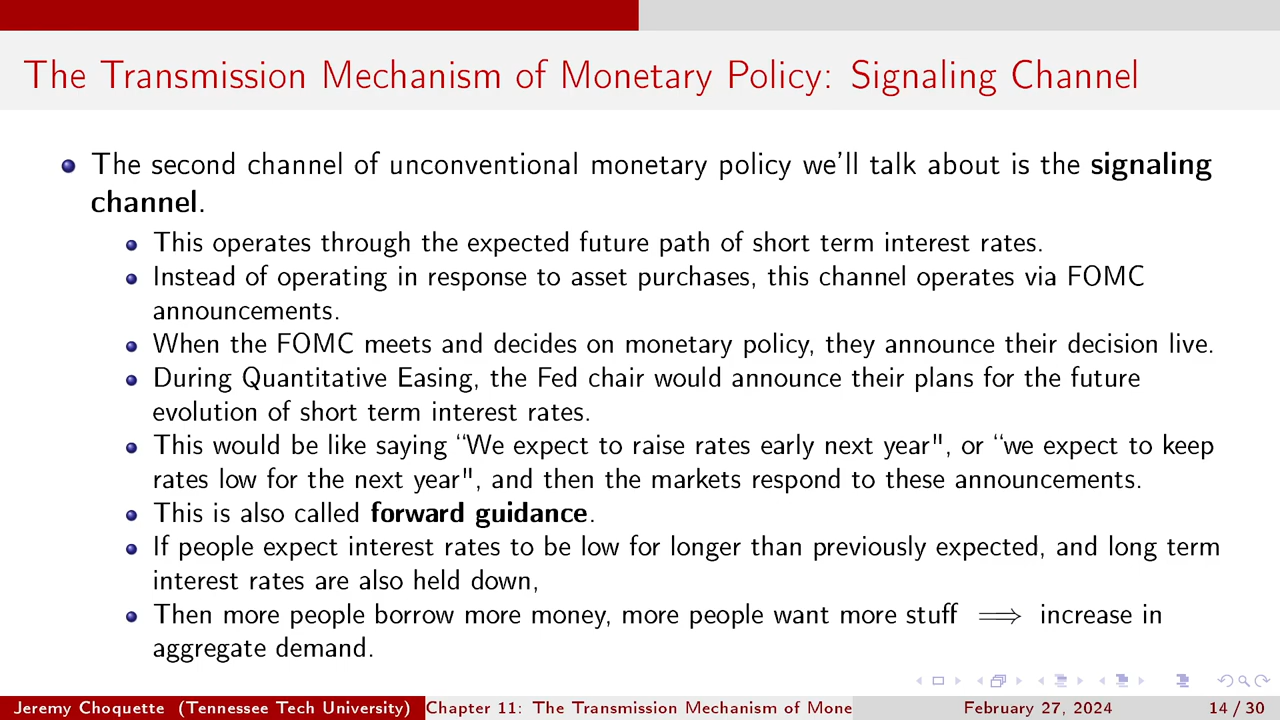 The Transmission Mechanism of Monetary Policy: Signaling Channel
The second channel of unconventional monetary policy we'll talk about is the signaling
channel.
This operates through the expected future path of short term interest rates.
Instead of operating in response to asset purchases, this channel operates via FOMC
announcements.
When the FOMC meets and decides on monetary policy, they announce their decision live.
During Quantitative Easing, the Fed chair would announce their plans for the future
evolution of short term interest rates.
This would be like saying “We expect to raise rates early next year", or “we expect to keep
rates low for the next year", and then the markets respond to these announcements.
This is also called forward guidance.
If people expect interest rates to be low for longer than previously expected, and long term
interest rates are also held down,
Then more people borrow more money, more people want more stuff ⟹ increase in
aggregate demand.
Jeremy Choquette (Tennessee Tech University) Chapter 11: The Transmission Mechanism of Mone February 27, 2024 14 / 30